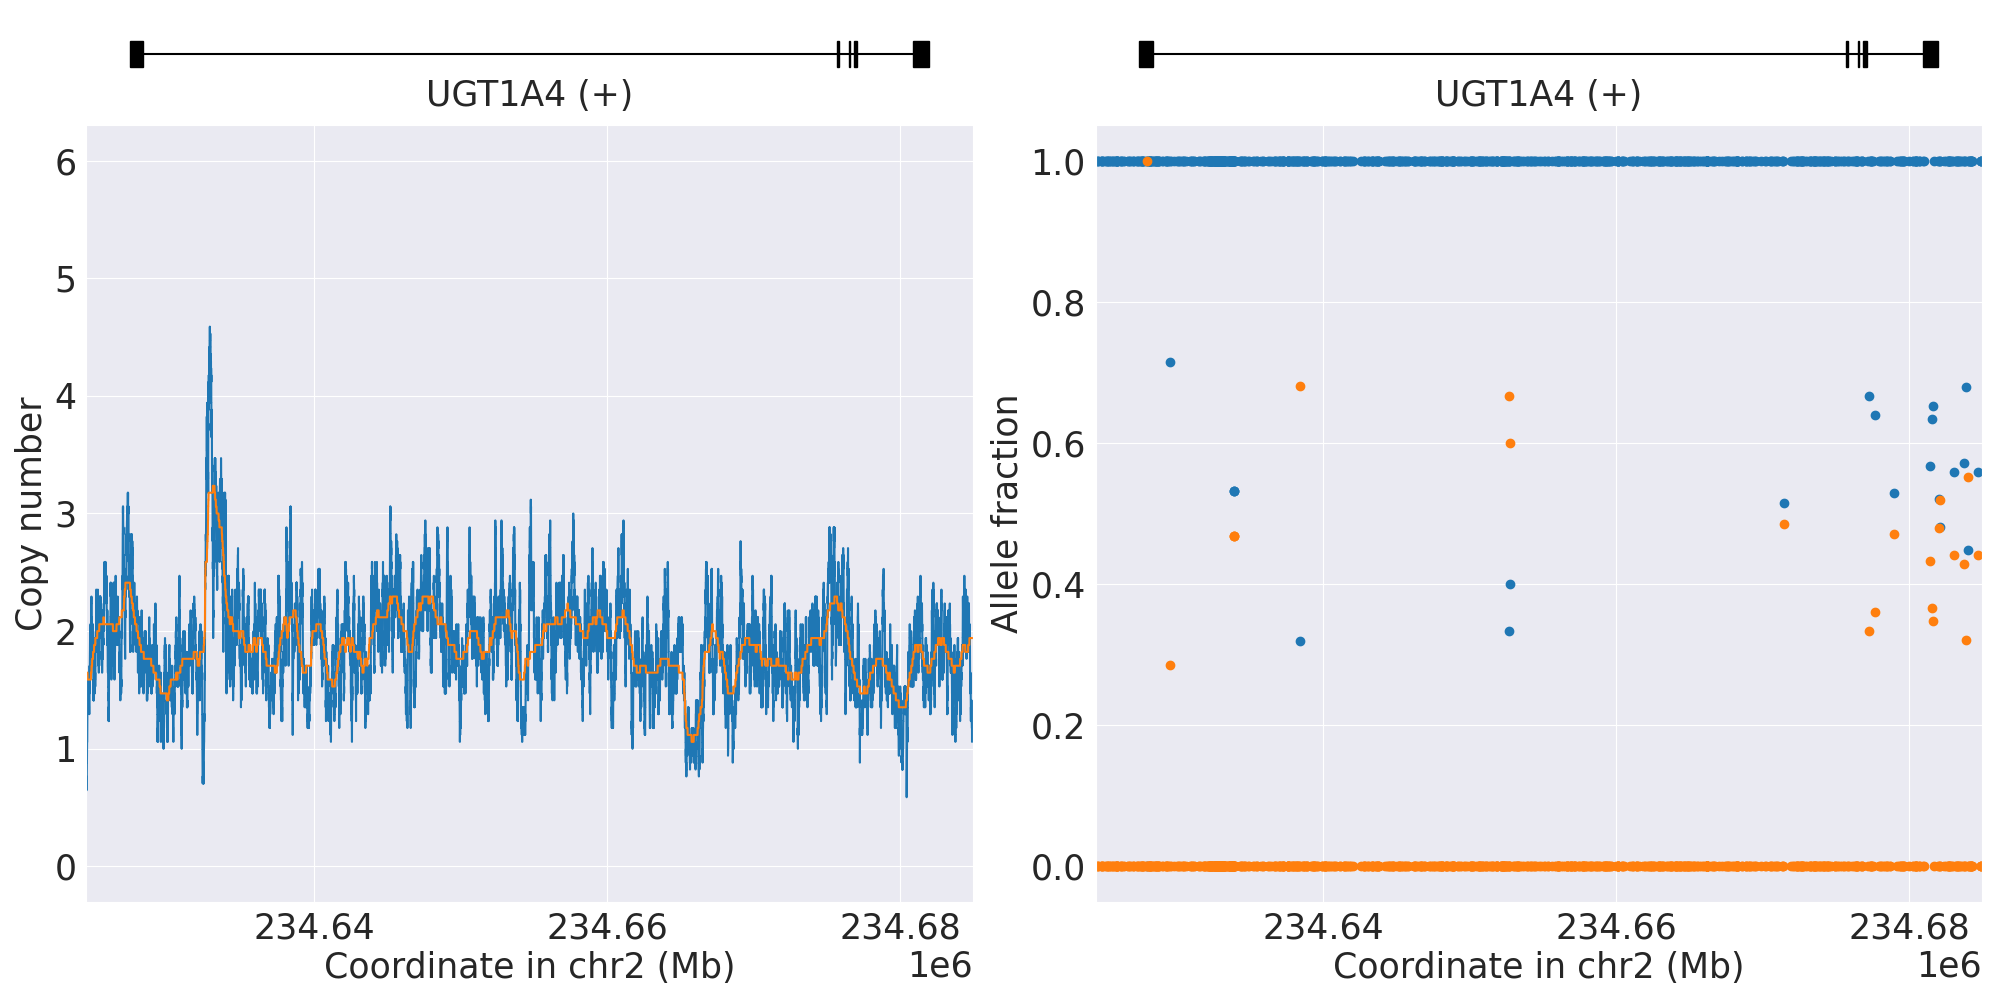 UGT1A4 (+)
6
5
4
3
2
1
0
Copy number
234.64 234.66 234.68
Coordinate in chr2 (Mb) 1e6
UGT1A4 (+)
1.0
0.8
0.6
0.4
0.2
0.0
Allele fraction
234.64 234.66 234.68
Coordinate in chr2 (Mb) 1e6